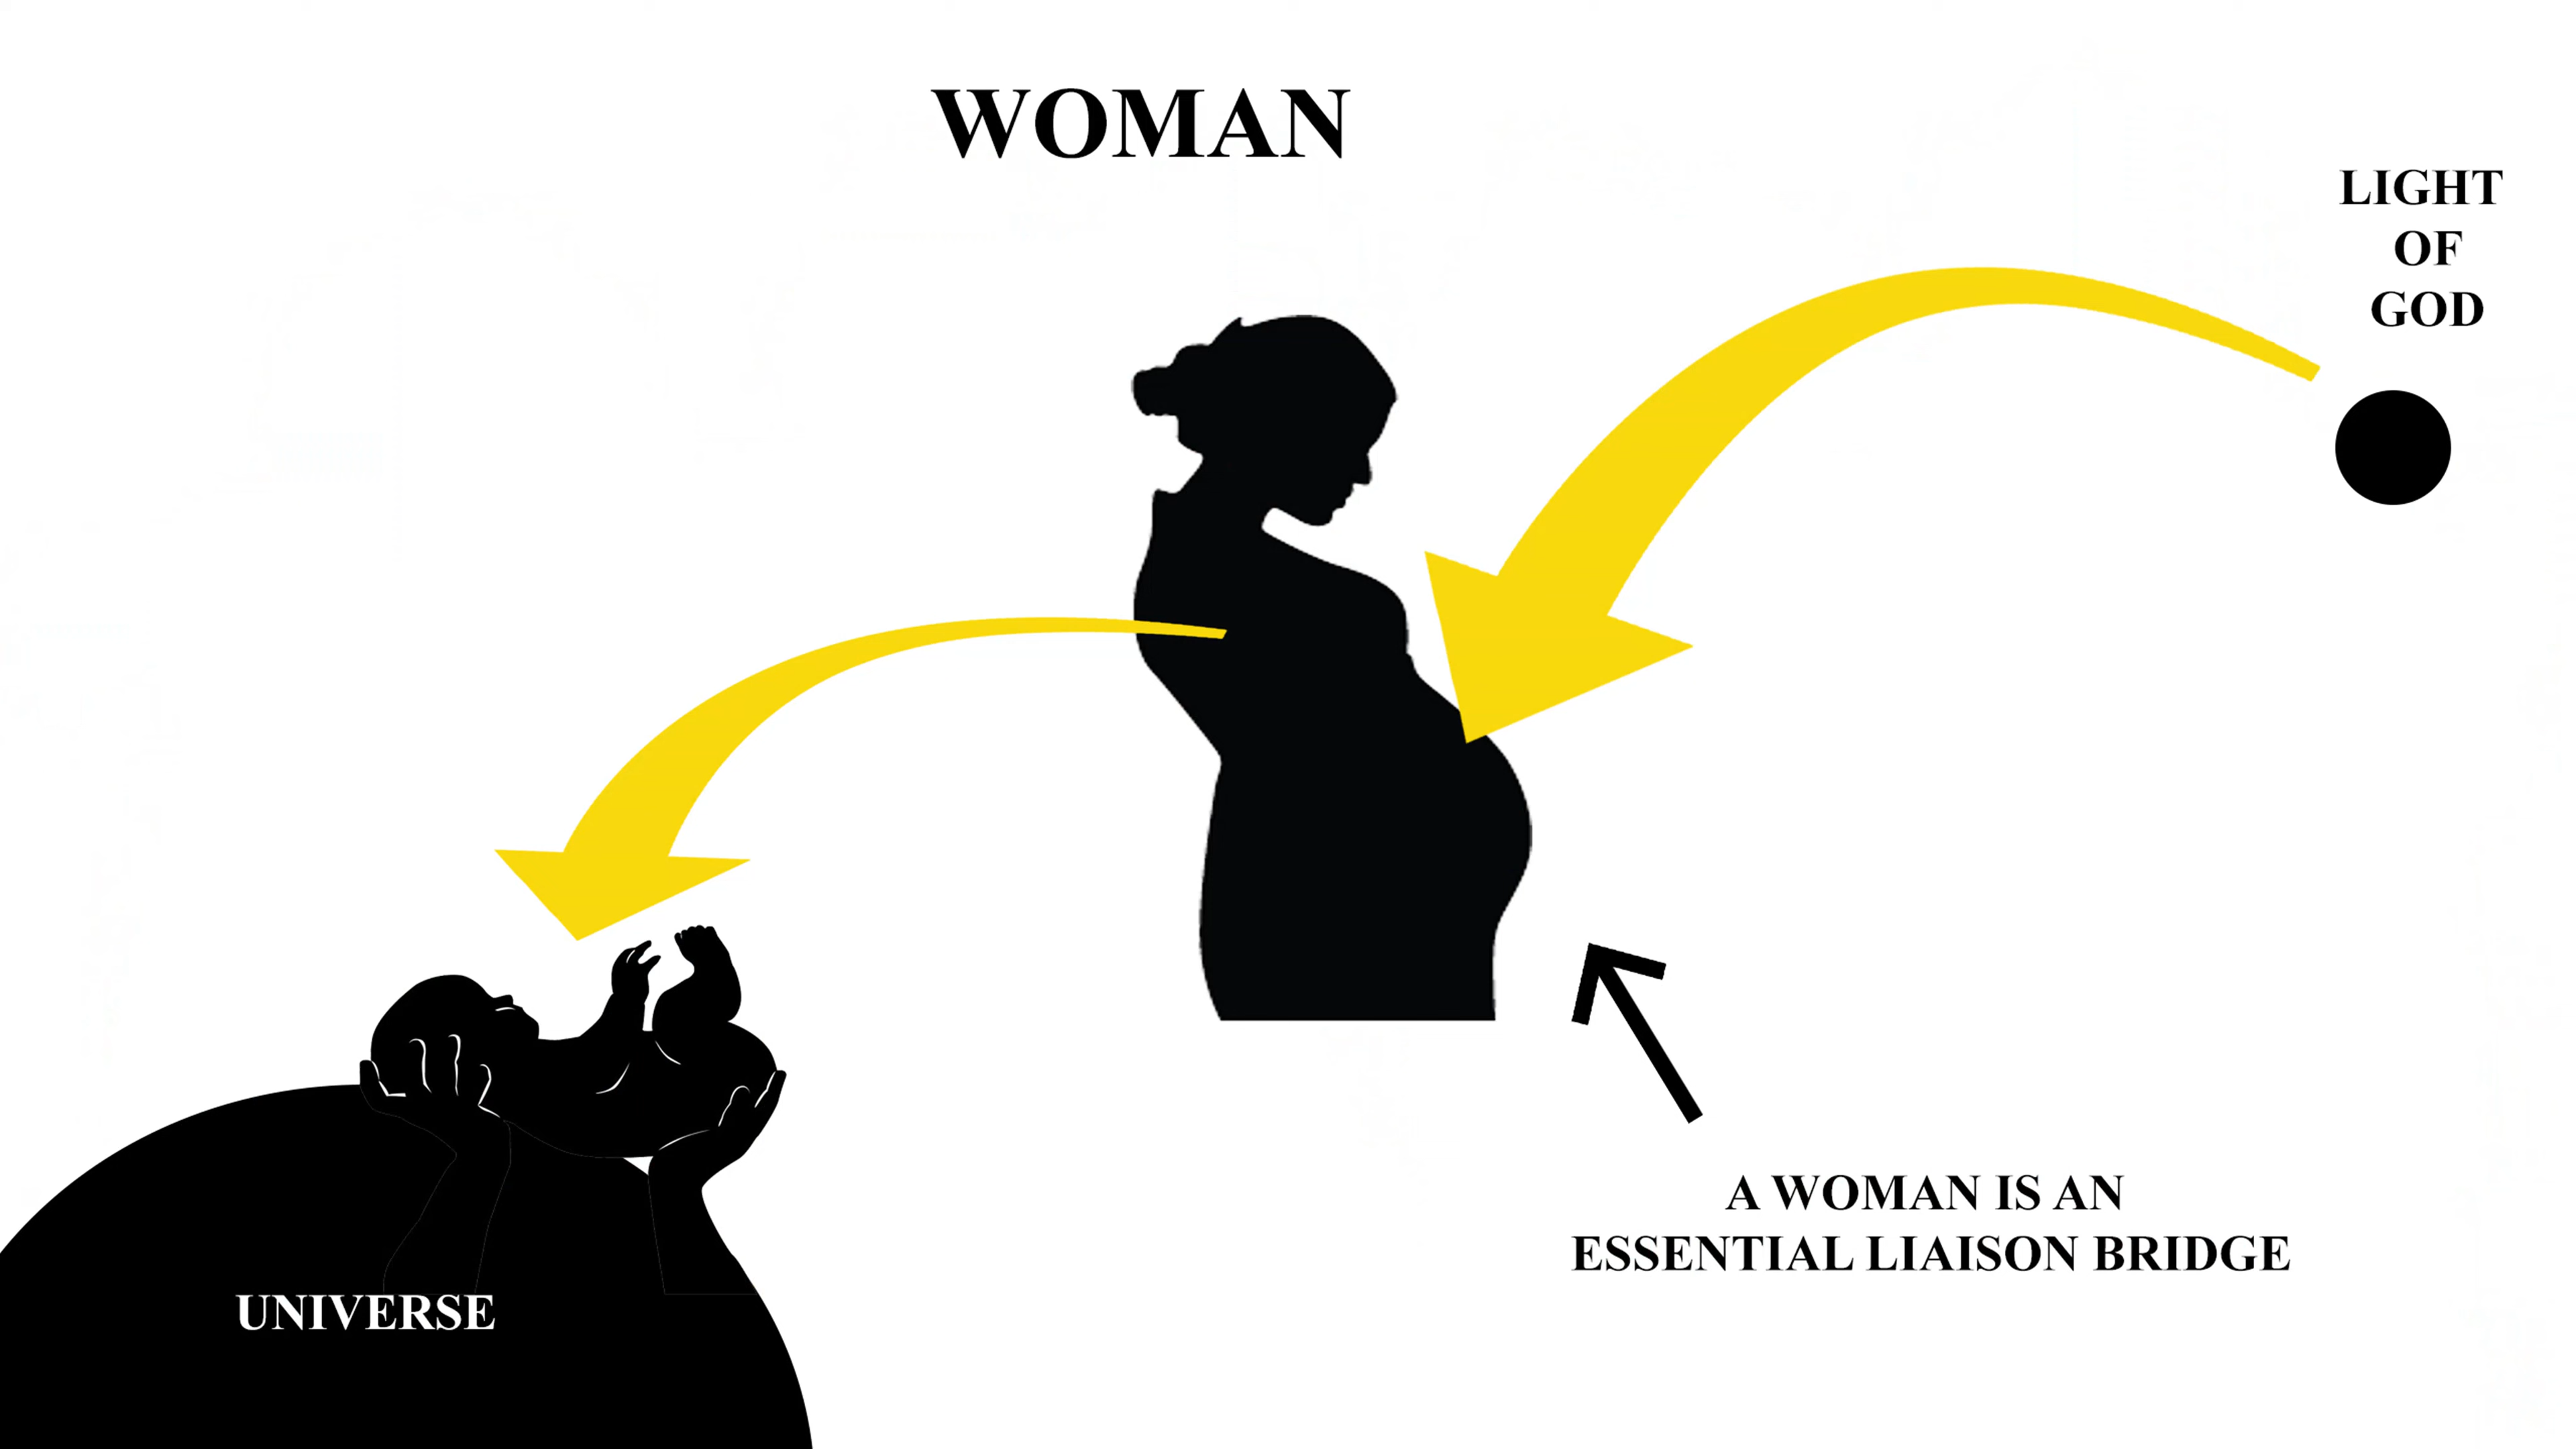 WOMAN
LIGHT
OF
GOD
A WOMAN IS AN
ESSENTIAL LIAISON BRIDGE
UNIVERSE